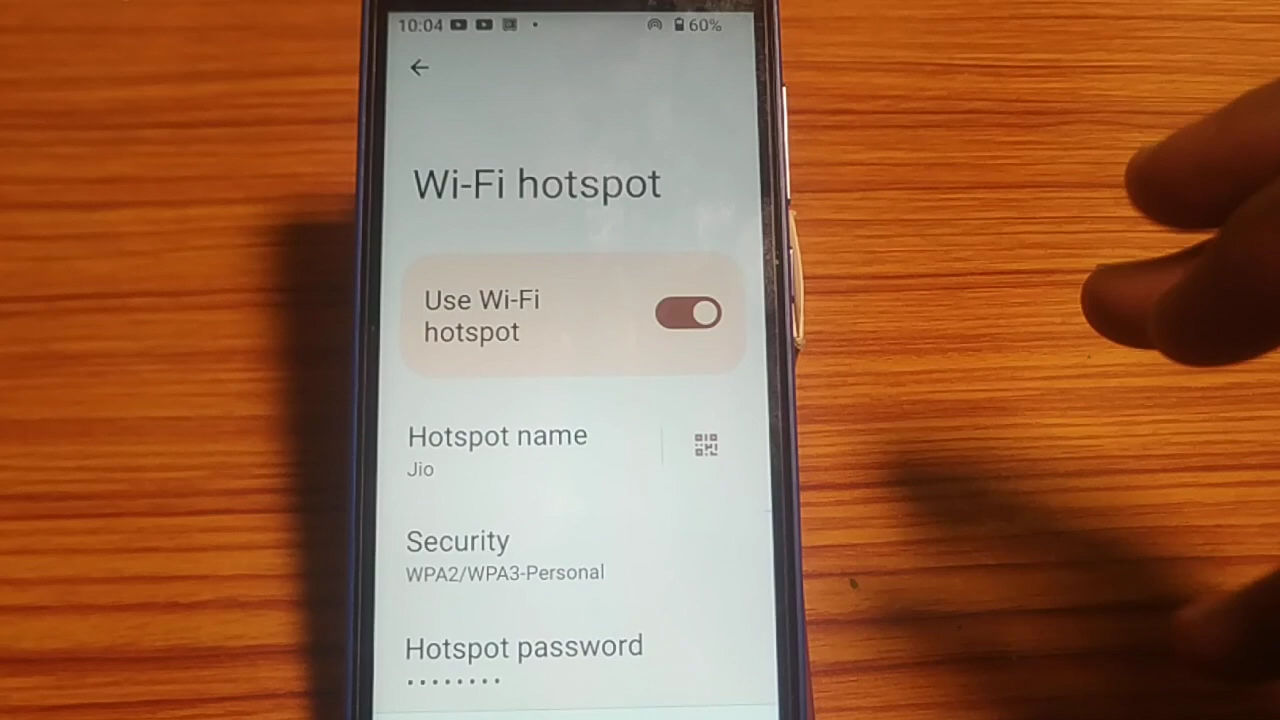 10:04 60%
Wi-Fi hotspot
Use Wi-Fi
hotspot
Hotspot name
Jio
Security
WPA2/WPA3-Personal
Hotspot password
••••••••